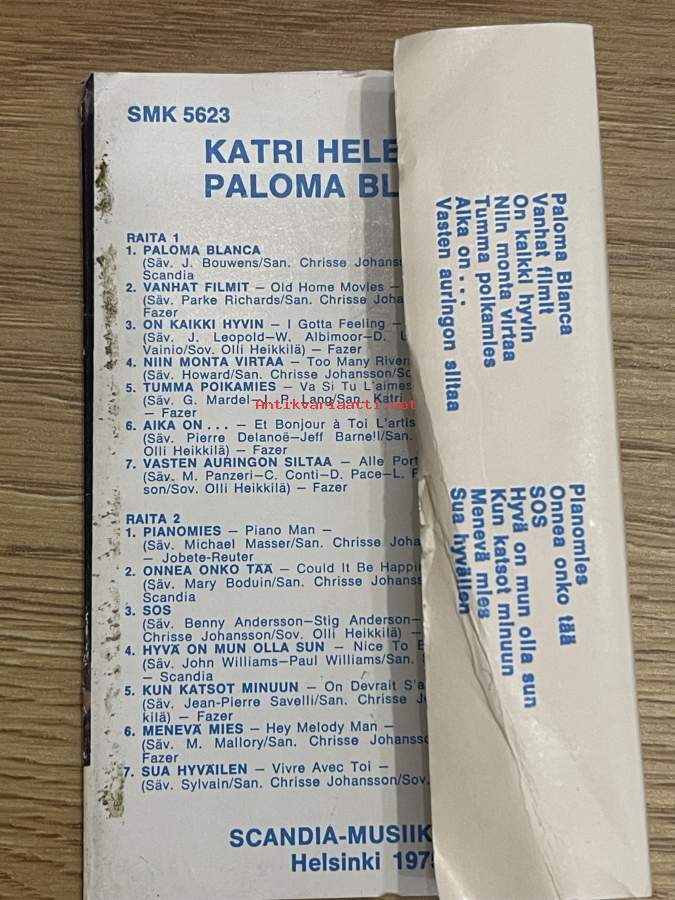 SMK 5623
KATRI HELE
PALOMA BL
RAITA 1
1. PALOMA BLANCA
(Säv. J. Bouwens/San. Chrisse Johans
Scandia
2. VANHAT FILMIT – Old Home Movies –
(Säv. Parke Richards/San. Chrisse Joha
Fazer
3. ON KAIKKI HYVIN – I Gotta Feeling –
(Säv. J. Leopold–W. Albimoor–D. L
Vainio/Sov. Olli Heikkilä) – Fazer
4. NIIN MONTA VIRTAA – Too Many River
(Säv. Howard/San. Chrisse Johansson/So
5. TUMMA POIKAMIES – Va Si Tu L'aimes
(Säv. G. Mardel–J. R. Lang/San. Katri
– Fazer
6. AIKA ON... – Et Bonjour à Toi L'artis
(Säv. Pierre Delanoë–Jeff Barnel/San.
Olli Heikkilä) – Fazer
7. VASTEN AURINGON SILTAA – Alle Port
(Säv. M. Panzeri–C. Conti–D. Pace–L. F
son/Sov. Olli Heikkilä) – Fazer
RAITA 2
1. PIANOMIES – Piano Man –
(Säv. Michael Masser/San. Chrisse Joha
– Jobete-Reuter
2. ONNEA ONKO TÄÄ – Could It Be Happin
(Säv. Mary Boduin/San. Chrisse Johanss
Scandia
3. SOS
(Säv. Benny Andersson–Stig Anderson–
Chrisse Johansson/Sov. Olli Heikkilä) –
4. HYVÄ ON MUN OLLA SUN – Nice To B
(Säv. John Williams–Paul Williams/San.
– Scandia
5. KUN KATSOT MINUUN – On Devrait S'a
(Säv. Jean-Pierre Savelli/San. Chrisse Jo
kilä) – Fazer
6. MENEVÄ MIES – Hey Melody Man –
(Säv. M. Mallory/San. Chrisse Johansso
Fazer
7. SUA HYVÄILEN – Vivre Avec Toi –
(Säv. Sylvain/San. Chrisse Johansson/Sov.
SCANDIA-MUSIIK
Helsinki 1975
Paloma Blanca
Vanhat filmit
On kaikki hyvin
Niin monta virtaa
Tumma poikamies
Aika on...
Vasten auringon siltaa
Pianomies
Onnea onko tää
SOS
Hyvä on mun olla sun
Kun katsot minuun
Menevä mies
Sua hyväilen
Antikvariaatti.net